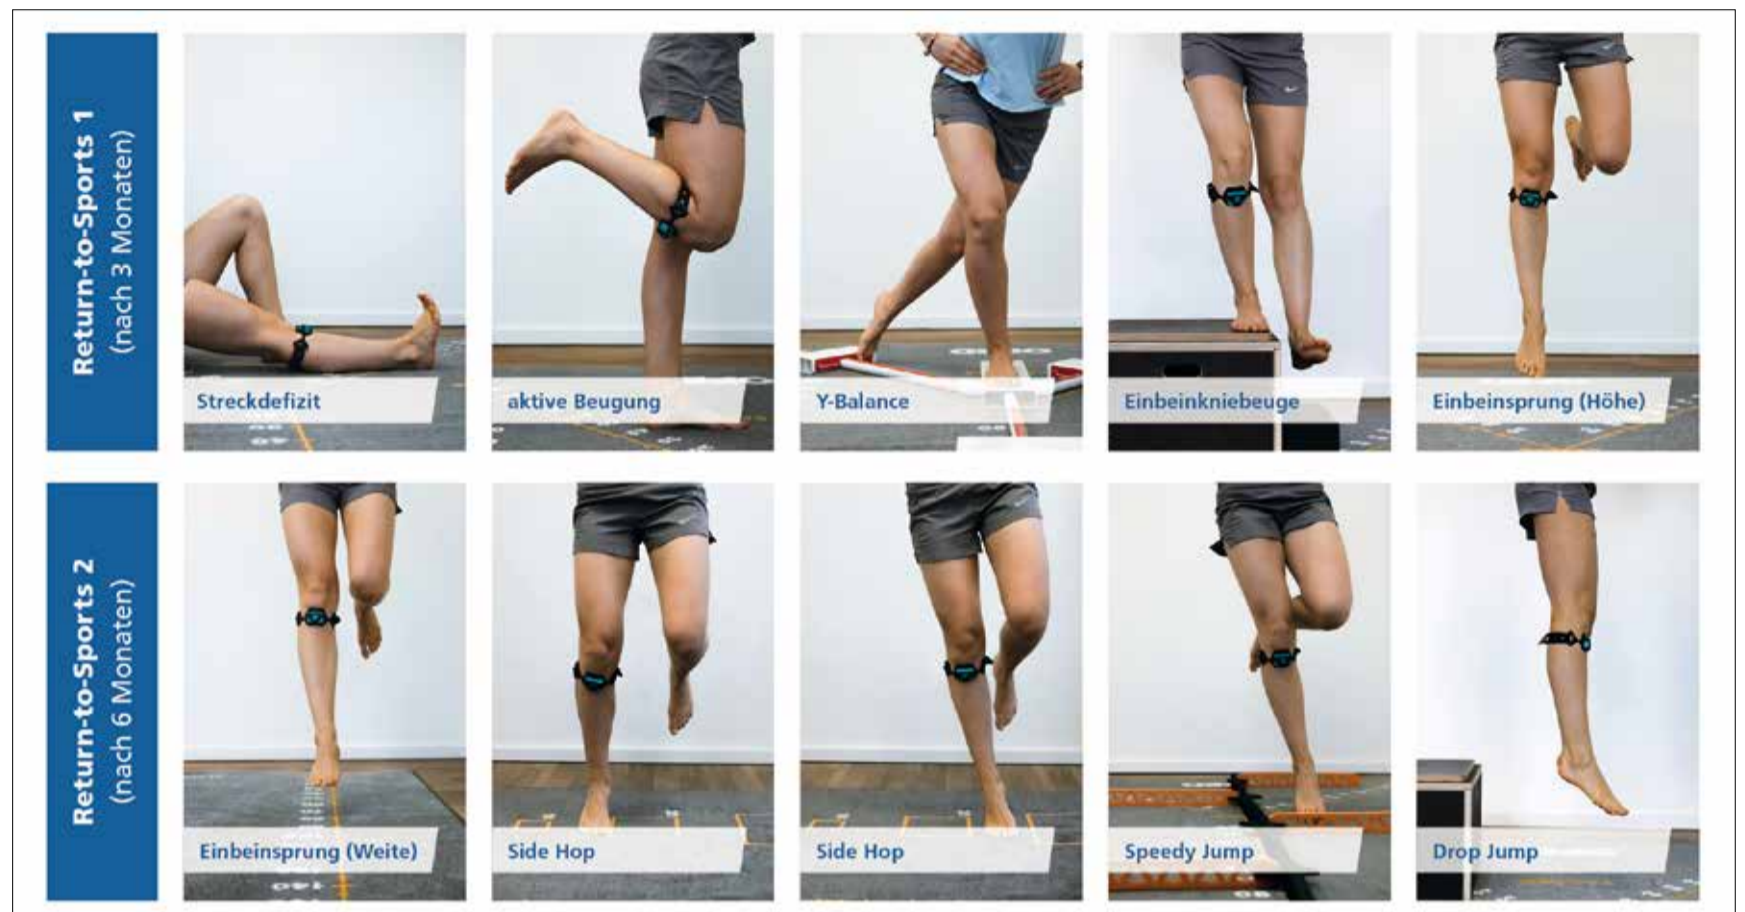 Return-to-Sports 1
(nach 3 Monaten)
Streckdefizit
aktive Beugung
Y-Balance
Einbeinkniebeuge
Einbeinsprung (Höhe)
Return-to-Sports 2
(nach 6 Monaten)
Einbeinsprung (Weite)
Side Hop
Side Hop
Speedy Jump
Drop Jump